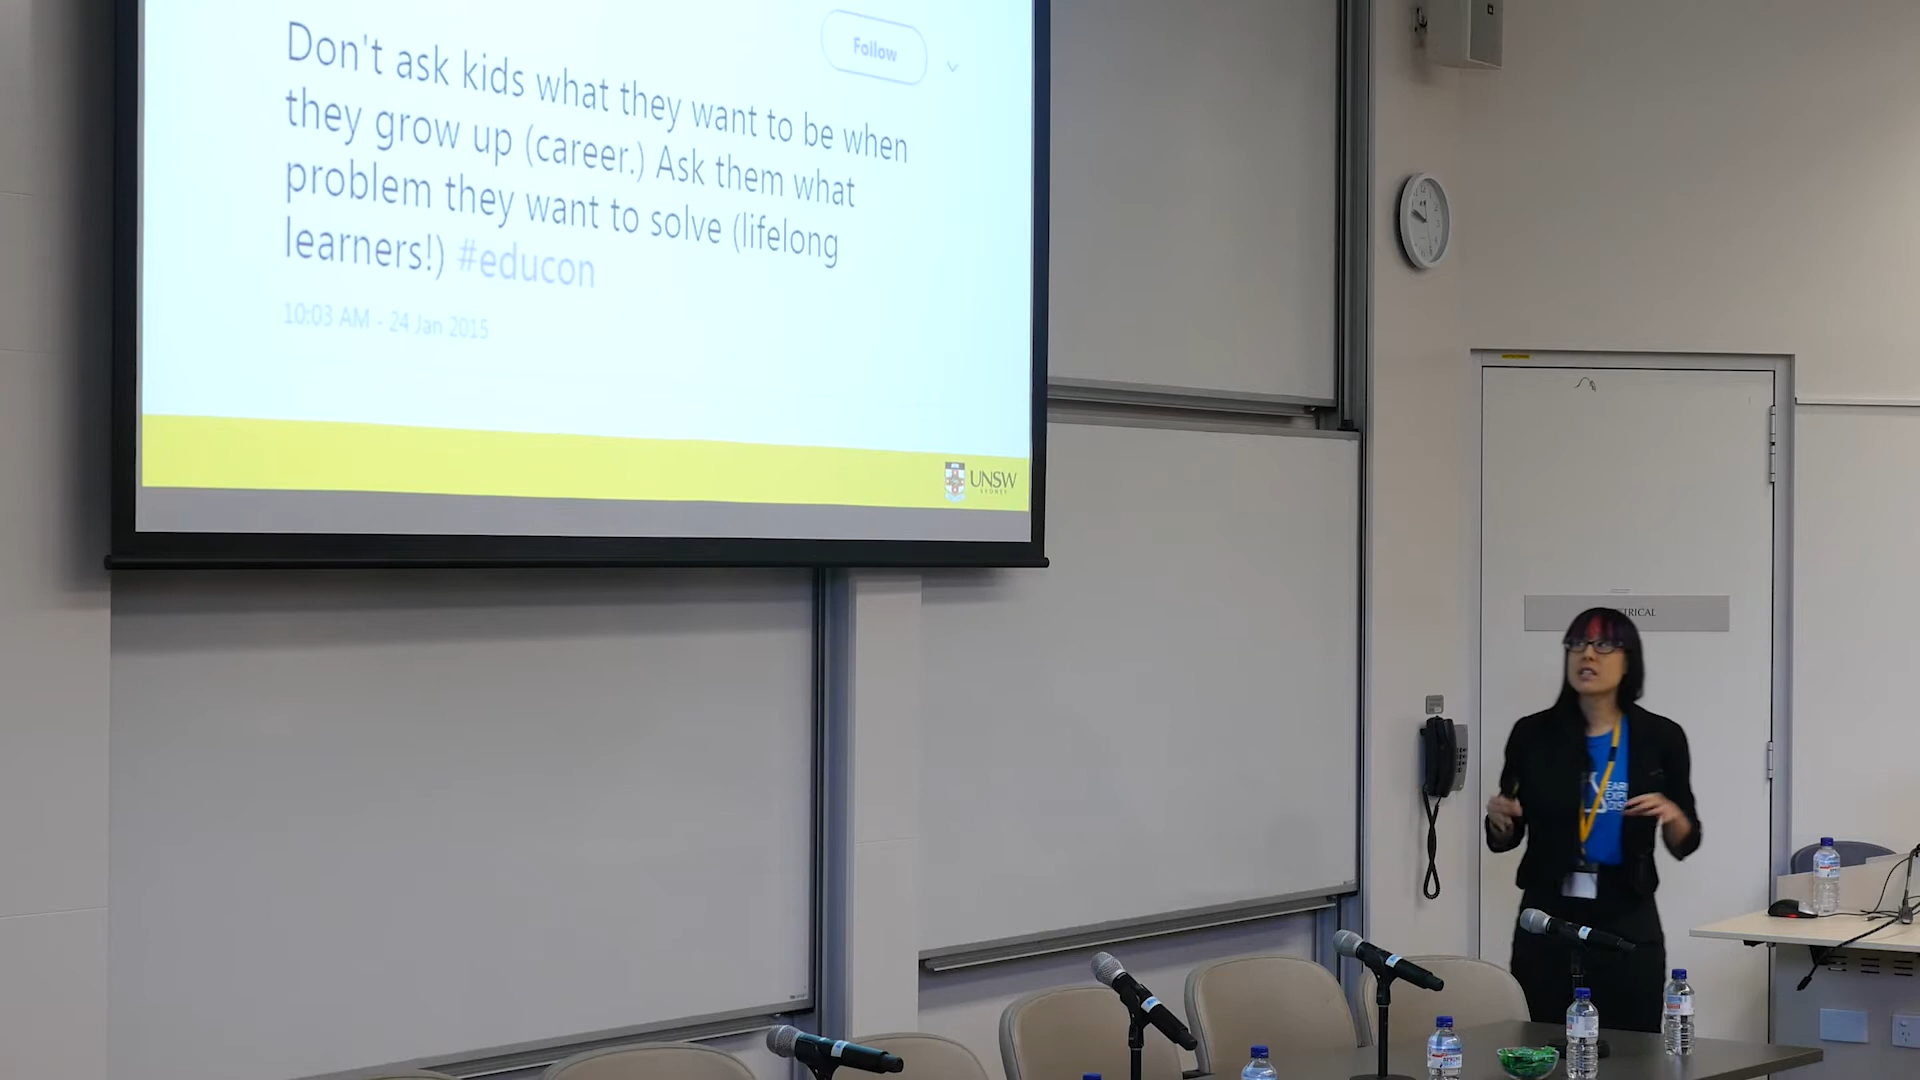 Follow
Don't ask kids what they want to be when
they grow up (career.) Ask them what
problem they want to solve (lifelong
learners!) #educon
10:03 AM - 24 Jan 2015
UNSW
SYDNEY